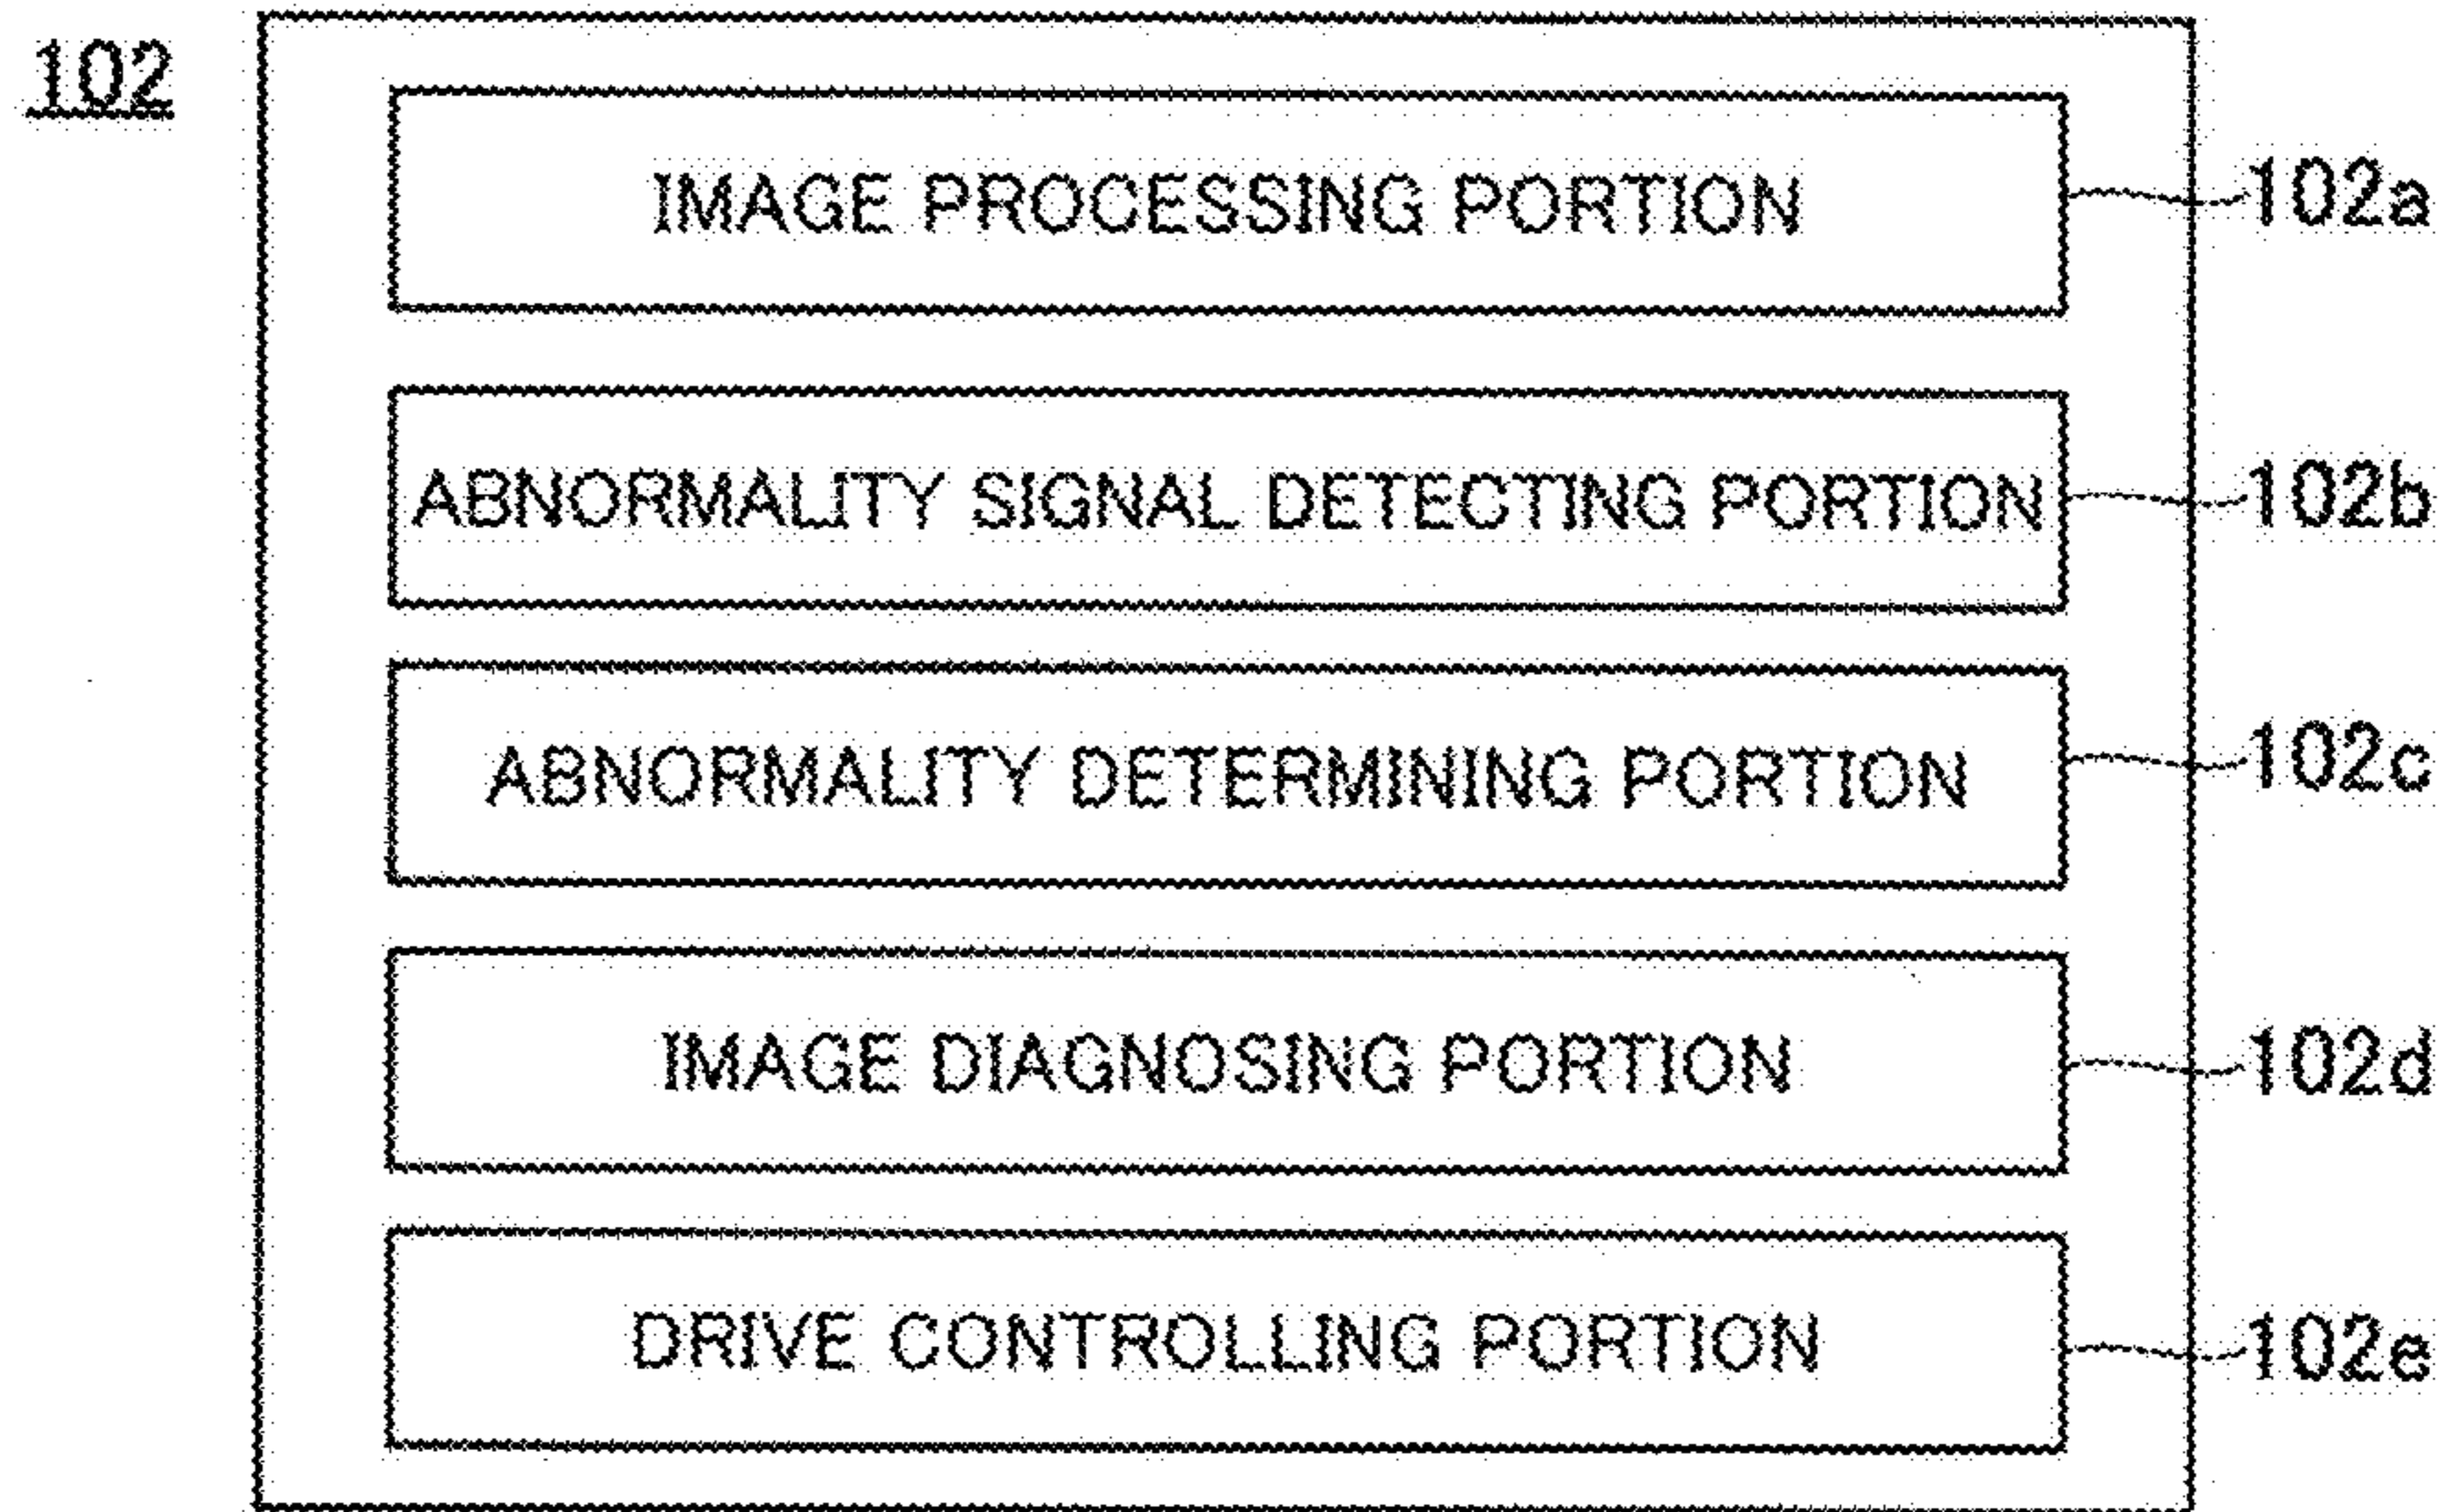 102
IMAGE PROCESSING PORTION 102a
ABNORMALITY SIGNAL DETECTING PORTION 102b
ABNORMALITY DETERMINING PORTION 102c
IMAGE DIAGNOSING PORTION 102d
DRIVE CONTROLLING PORTION 102e